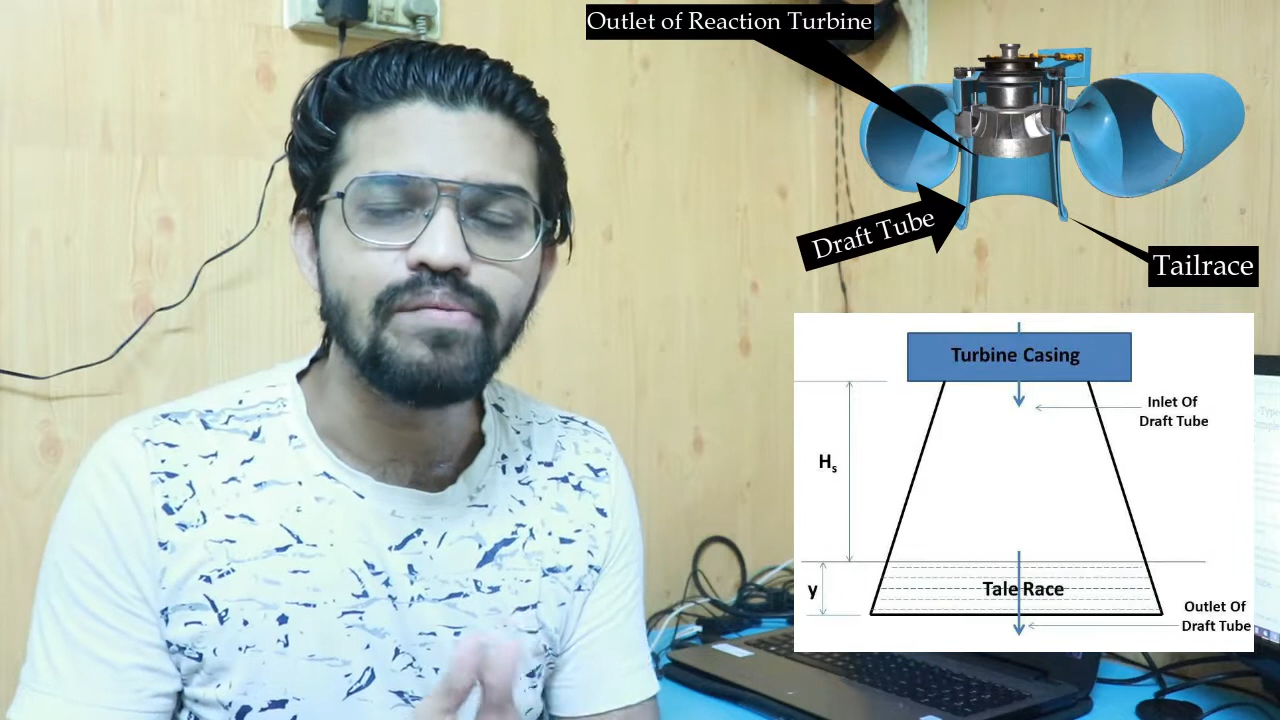 Outlet of Reaction Turbine
Draft Tube
Tailrace
Turbine Casing
Inlet Of
Draft Tube
Hs
y
Tale Race
Outlet Of
Draft Tube